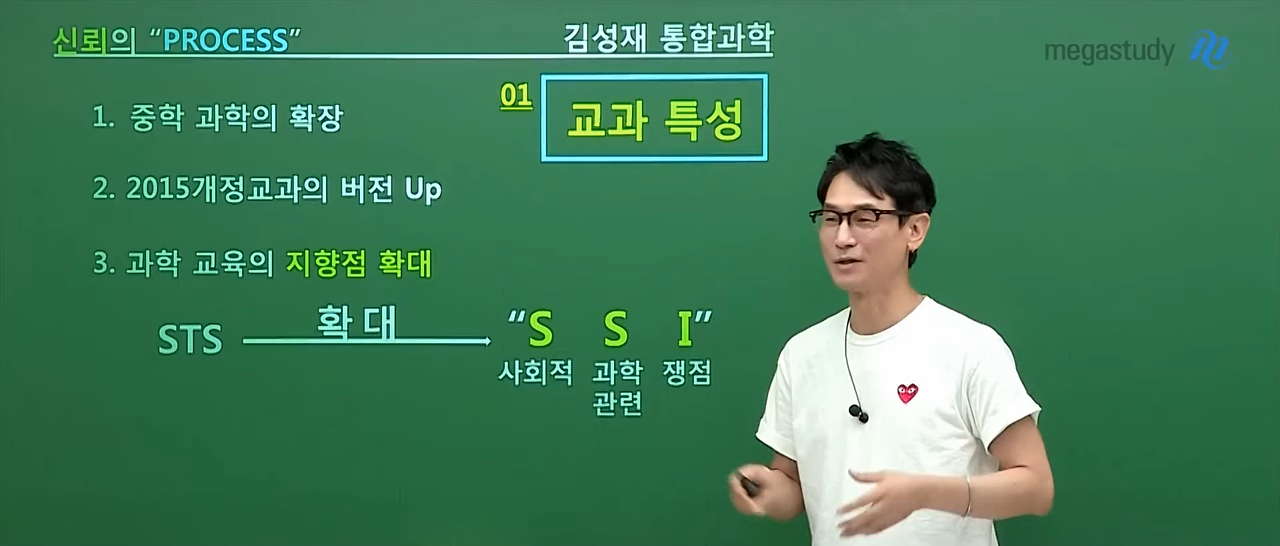 신뢰의 “PROCESS”
김성재 통합과학
megastudy
01
교과 특성
1. 중학 과학의 확장
2. 2015개정교과의 버전 Up
3. 과학 교육의 지향점 확대
STS
확대
“S S I”
사회적 과학 쟁점
관련